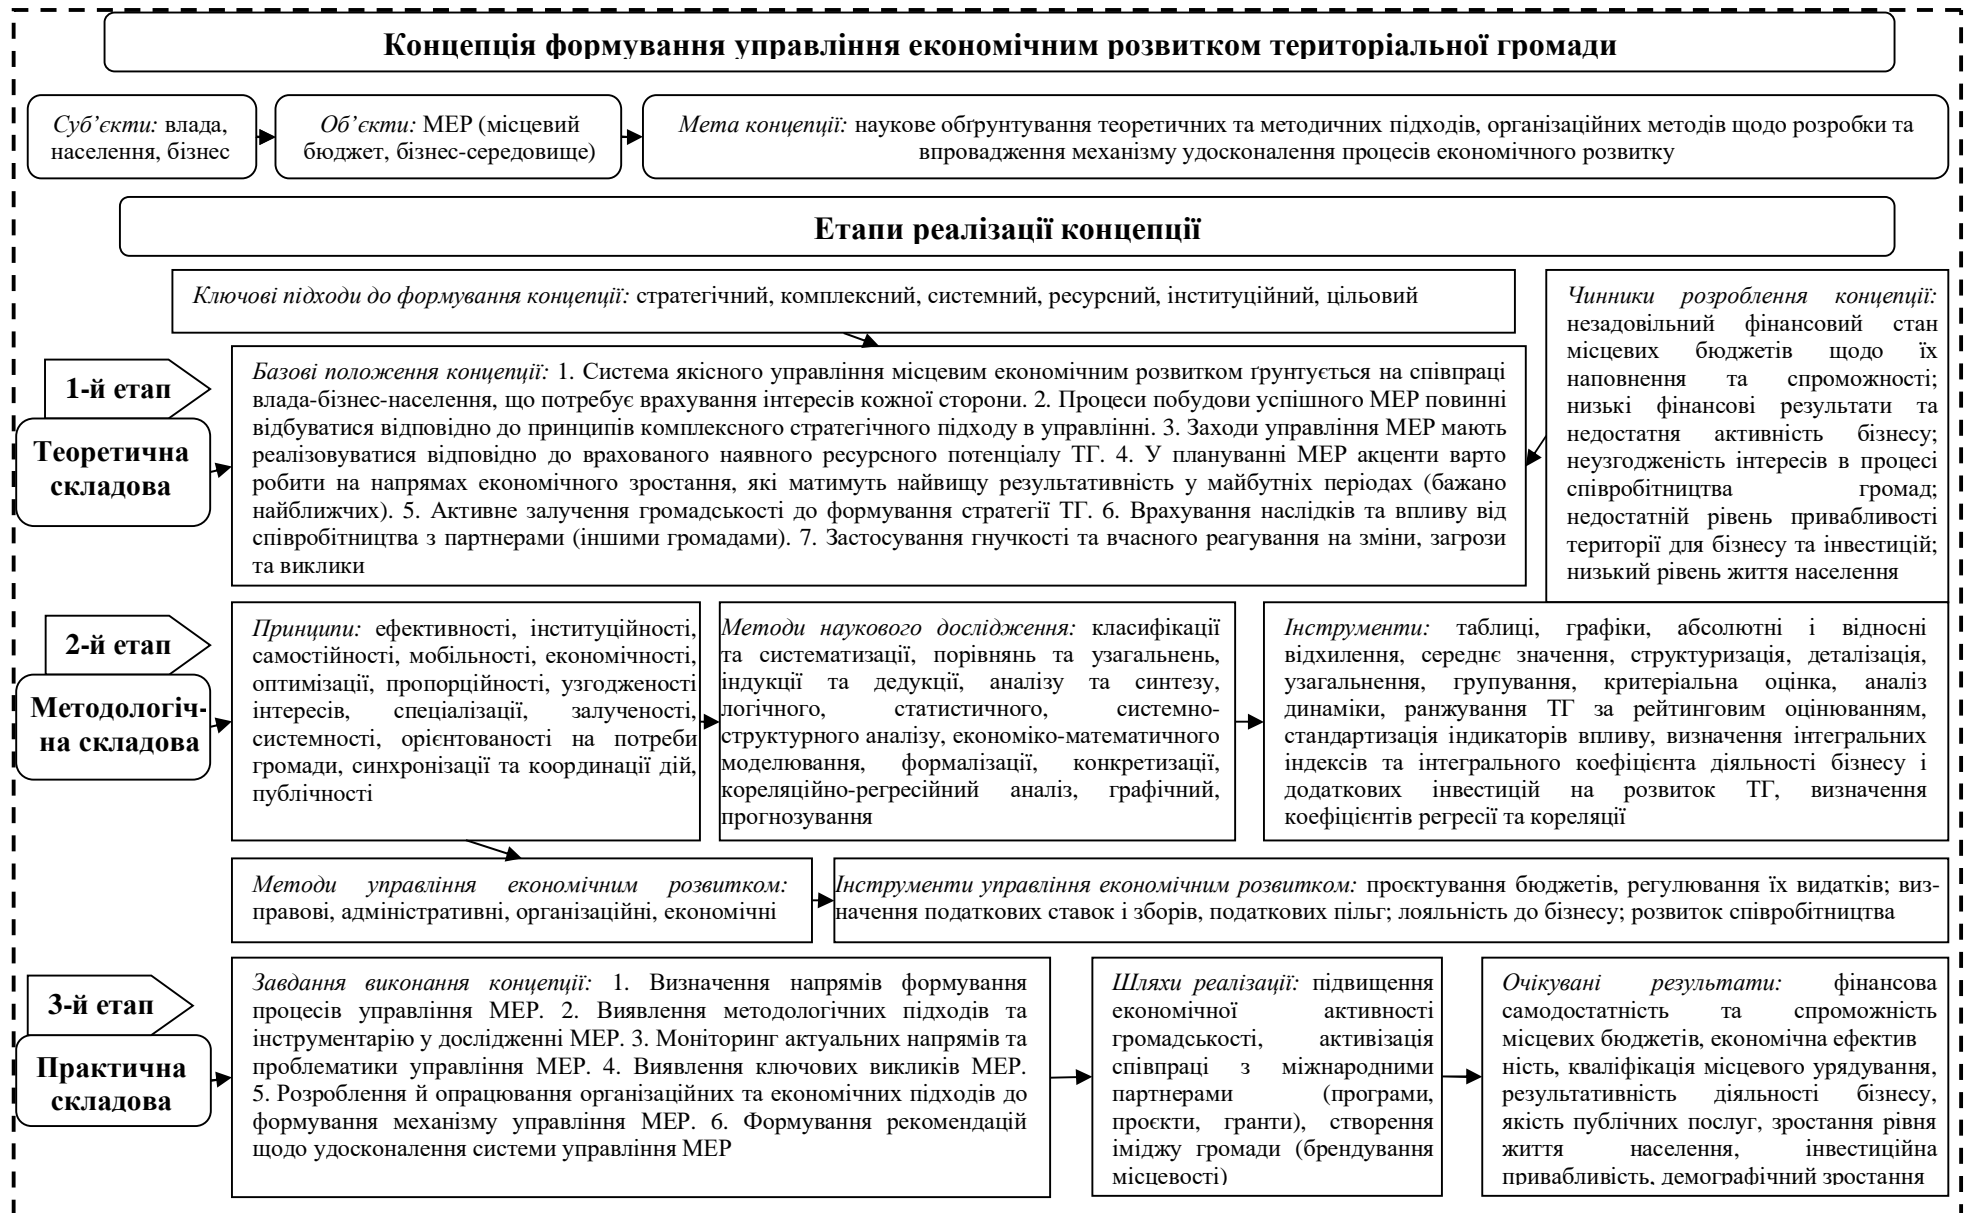 Концепція формування управління економічним розвитком територіальної громади
Суб’єкти: влада,
населення, бізнес
Об’єкти: МЕР (місцевий
бюджет, бізнес-середовище)
Мета концепції: наукове обґрунтування теоретичних та методичних підходів, організаційних методів щодо розробки та
впровадження механізму удосконалення процесів економічного розвитку
Етапи реалізації концепції
Ключові підходи до формування концепції: стратегічний, комплексний, системний, ресурсний, інституційний, цільовий
Чинники розроблення концепції:
незадовільний фінансовий стан
місцевих бюджетів щодо їх
наповнення та спроможності;
низькі фінансові результати та
недостатня активність бізнесу;
неузгодженість інтересів в процесі
співробітництва громад;
недостатній рівень привабливості
території для бізнесу та інвестицій;
низький рівень життя населення
1-й етап
Теоретична
складова
Базові положення концепції: 1. Система якісного управління місцевим економічним розвитком ґрунтується на співпраці
влада-бізнес-населення, що потребує врахування інтересів кожної сторони. 2. Процеси побудови успішного МЕР повинні
відбуватися відповідно до принципів комплексного стратегічного підходу в управлінні. 3. Заходи управління МЕР мають
реалізовуватися відповідно до врахованого наявного ресурсного потенціалу ТГ. 4. У плануванні МЕР акценти варто
робити на напрямах економічного зростання, які матимуть найвищу результативність у майбутніх періодах (бажано
найближчих). 5. Активне залучення громадськості до формування стратегії ТГ. 6. Врахування наслідків та впливу від
співробітництва з партнерами (іншими громадами). 7. Застосування гнучкості та вчасного реагування на зміни, загрози
та виклики
2-й етап
Методологіч-
на складова
Принципи: ефективності, інституційності,
самостійності, мобільності, економічності,
оптимізації, пропорційності, узгодженості
інтересів, спеціалізації, залученості,
системності, орієнтованості на потреби
громади, синхронізації та координації дій,
публічності
Методи наукового дослідження: класифікації
та систематизації, порівнянь та узагальнень,
індукції та дедукції, аналізу та синтезу,
логічного, статистичного, системно-
структурного аналізу, економіко-математичного
моделювання, формалізації, конкретизації,
кореляційно-регресійний аналіз, графічний,
прогнозування
Інструменти: таблиці, графіки, абсолютні і відносні
відхилення, середнє значення, структуризація, деталізація,
узагальнення, групування, критеріальна оцінка, аналіз
динаміки, ранжування ТГ за рейтинговим оцінюванням,
стандартизація індикаторів впливу, визначення інтегральних
індексів та інтегрального коефіцієнта діяльності бізнесу і
додаткових інвестицій на розвиток ТГ, визначення
коефіцієнтів регресії та кореляції
Методи управління економічним розвитком:
правові, адміністративні, організаційні, економічні
Інструменти управління економічним розвитком: проєктування бюджетів, регулювання їх видатків; виз-
начення податкових ставок і зборів, податкових пільг; лояльність до бізнесу; розвиток співробітництва
3-й етап
Практична
складова
Завдання виконання концепції: 1. Визначення напрямів формування
процесів управління МЕР. 2. Виявлення методологічних підходів та
інструментарію у дослідженні МЕР. 3. Моніторинг актуальних напрямів та
проблематики управління МЕР. 4. Виявлення ключових викликів МЕР.
5. Розроблення й опрацювання організаційних та економічних підходів до
формування механізму управління МЕР. 6. Формування рекомендацій
щодо удосконалення системи управління МЕР
Шляхи реалізації: підвищення
економічної активності
громадськості, активізація
співпраці з міжнародними
партнерами (програми,
проєкти, гранти), створення
іміджу громади (брендування
місцевості)
Очікувані результати: фінансова
самодостатність та спроможність
місцевих бюджетів, економічна ефектив
ність, кваліфікація місцевого урядування,
результативність діяльності бізнесу,
якість публічних послуг, зростання рівня
життя населення, інвестиційна
привабливість, демографічний зростання